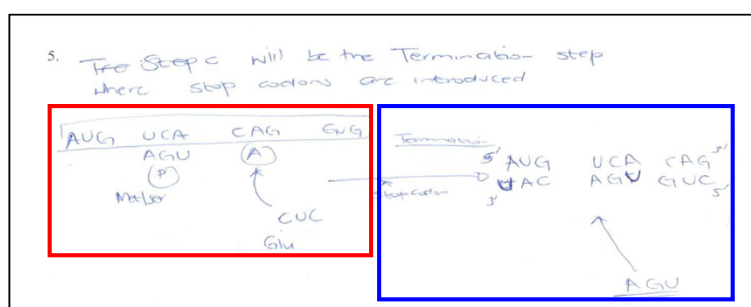 5. The Step c will be the Termination step
where stop codons are introduced
AUG UCA CAG GUG
AGU A
P
Met ser
CUC
Glu
Termination
stop codon
5' AUG UCA CAG 3'
UAC AGU GUC 5'
3'
AGU